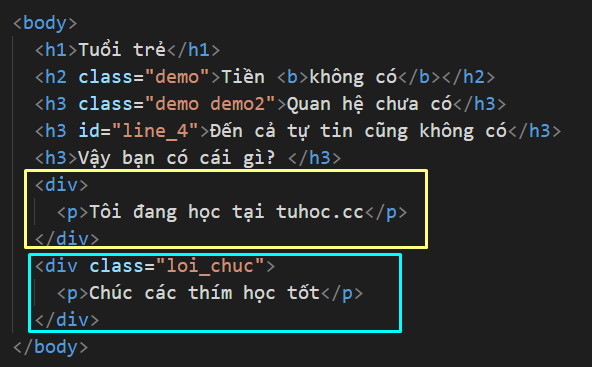 <body>
<h1>Tuổi trẻ</h1>
<h2 class="demo">Tiền <b>không có</b></h2>
<h3 class="demo demo2">Quan hệ chưa có</h3>
<h3 id="line_4">Đến cả tự tin cũng không có</h3>
<h3>Vậy bạn có cái gì? </h3>
<div>
<p>Tôi đang học tại tuhoc.cc</p>
</div>
<div class="loi_chuc">
<p>Chúc các thím học tốt</p>
</div>
</body>